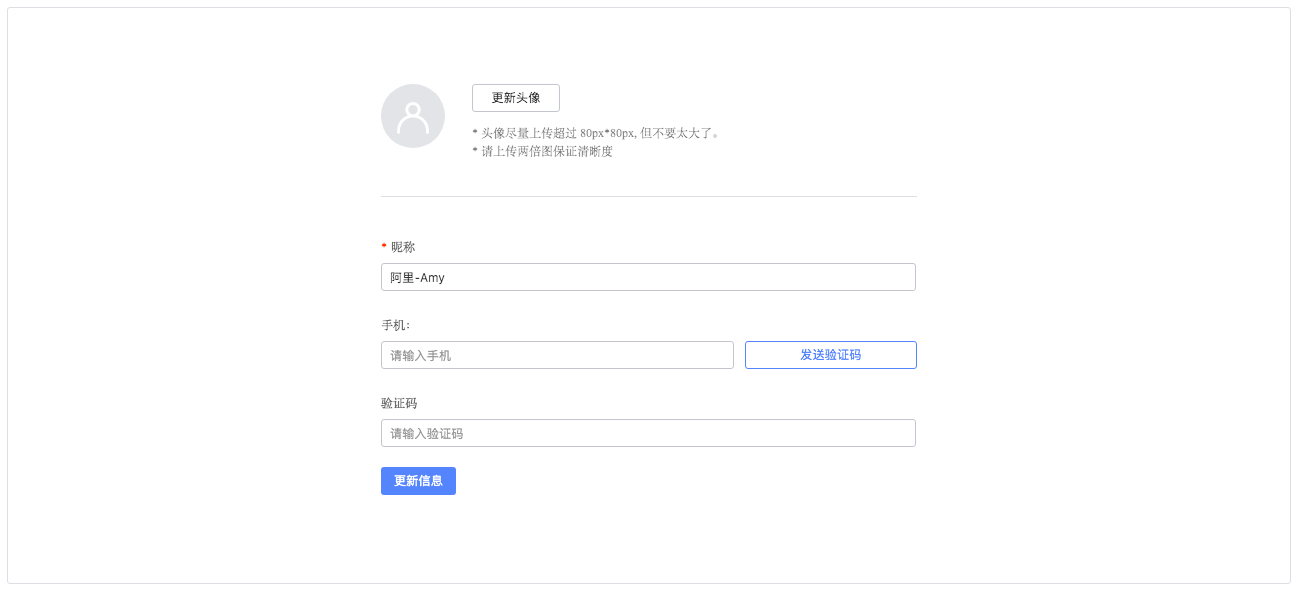 更新头像
* 头像尽量上传超过 80px*80px, 但不要太大了。
* 请上传两倍图保证清晰度
* 昵称
阿里-Amy
手机:
请输入手机 发送验证码
验证码
请输入验证码
更新信息